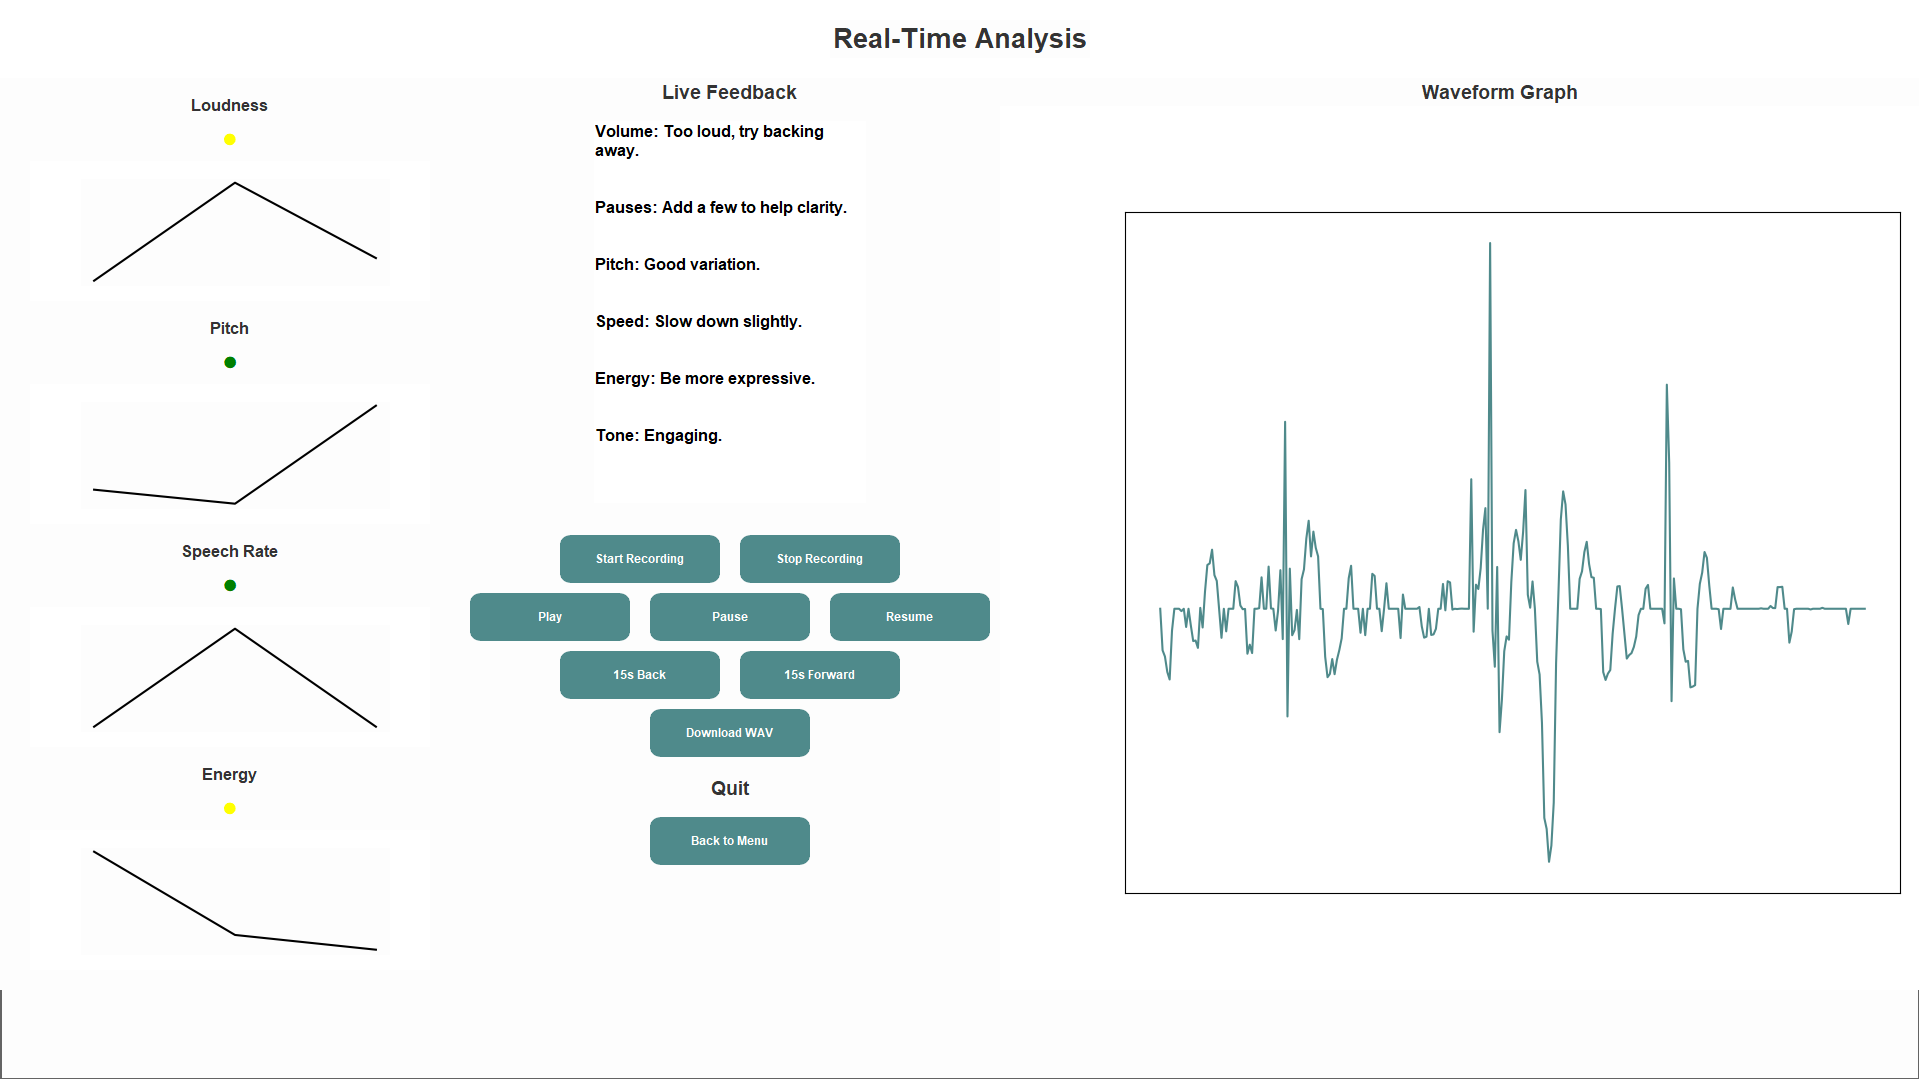 Real-Time Analysis
Loudness
Pitch
Speech Rate
Energy
Live Feedback
Volume: Too loud, try backing
away.
Pauses: Add a few to help clarity.
Pitch: Good variation.
Speed: Slow down slightly.
Energy: Be more expressive.
Tone: Engaging.
Start Recording
Stop Recording
Play
Pause
Resume
15s Back
15s Forward
Download WAV
Quit
Back to Menu
Waveform Graph